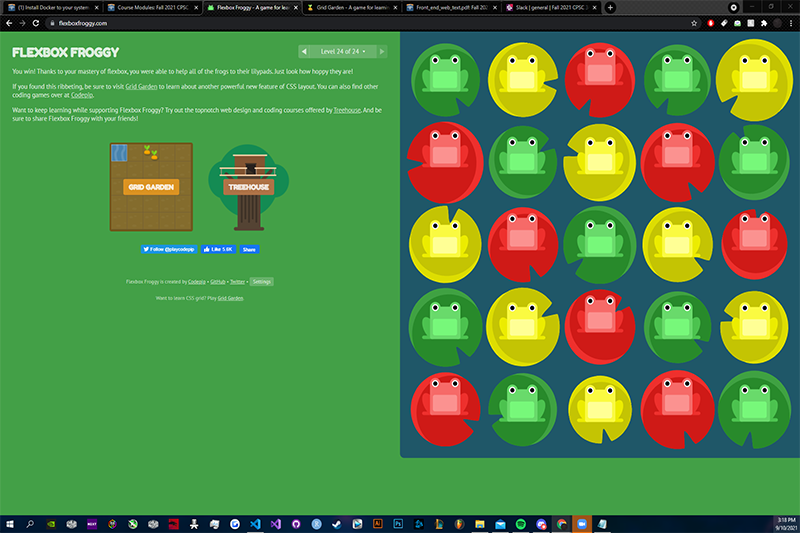 (1) Install Docker to your system
Course Modules: Fall 2021 CPSC
Flexbox Froggy - A game for learn
Grid Garden - A game for learning
Front_end_web_text.pdf: Fall 202
Slack | general | Fall 2021 CPSC
flexboxfroggy.com
FLEXBOX FROGGY
Level 24 of 24
You win! Thanks to your mastery of flexbox, you were able to help all of the frogs to their lilypads. Just look how hoppy they are!
If you found this ribbeting, be sure to visit Grid Garden to learn about another powerful new feature of CSS layout. You can also find other
coding games over at Codepip.
Want to keep learning while supporting Flexbox Froggy? Try out the topnotch web design and coding courses offered by Treehouse. And be
sure to share Flexbox Froggy with your friends!
GRID GARDEN
TREEHOUSE
Follow @playcodepip
Like 5.6K
Share
Flexbox Froggy is created by Codepip • GitHub • Twitter • Settings
Want to learn CSS grid? Play Grid Garden.
3:18 PM
9/10/2021